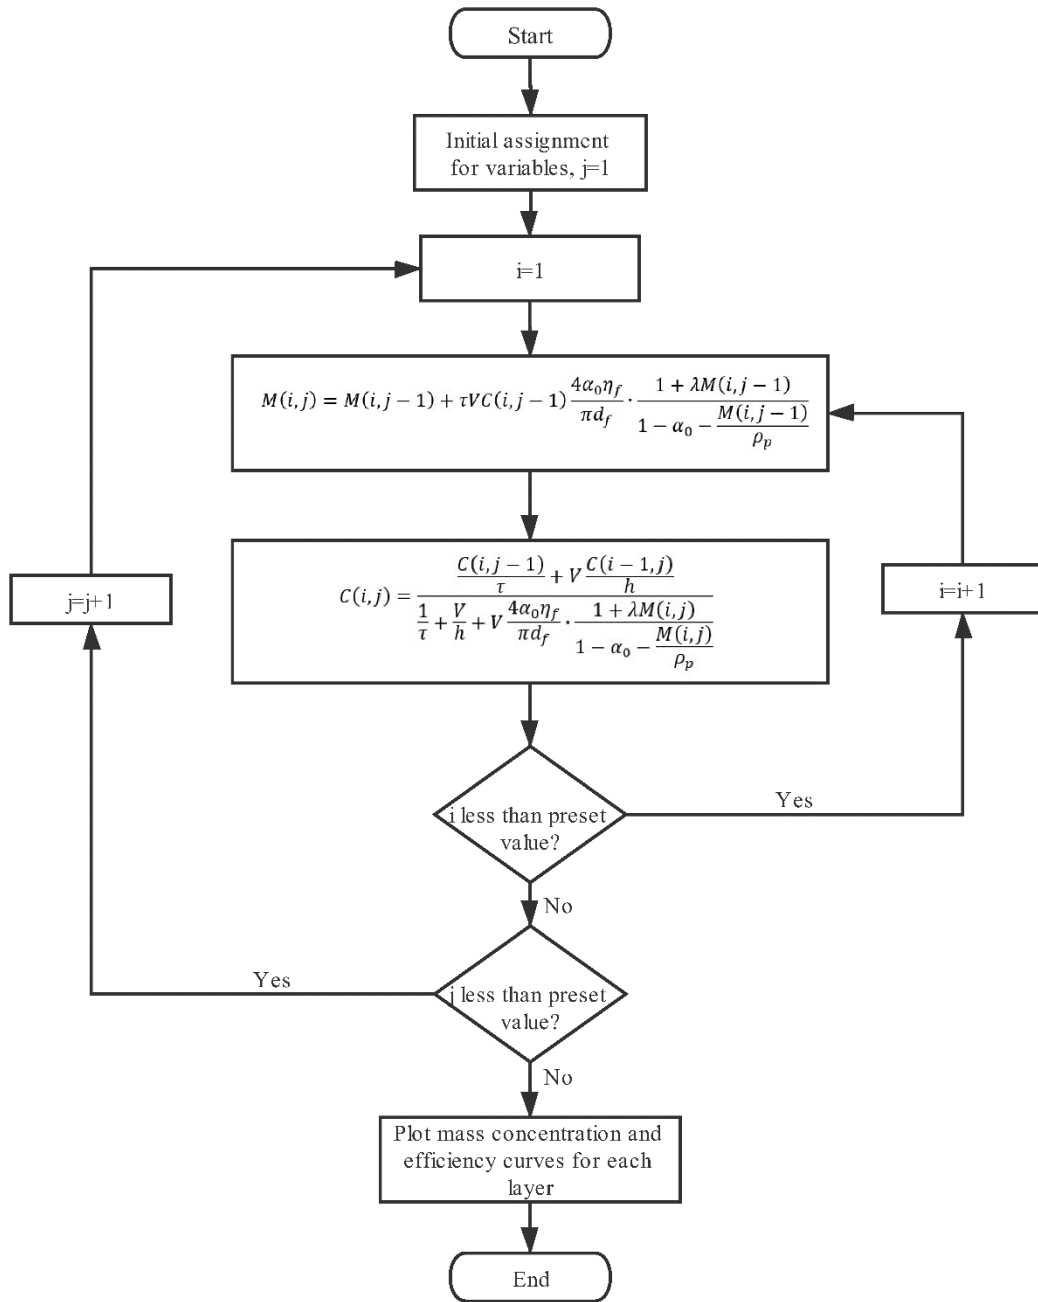 Start
Initial assignment
for variables, j=1
i=1
M(i,j) = M(i,j − 1) + τVC(i,j − 1) 4α₀η_f / πd_f · 1 + λM(i,j − 1) / 1 − α₀ − M(i,j − 1) / ρ_p
C(i,j) = C(i,j − 1) / τ + V C(i − 1,j) / h / 1 / τ + V / h + V 4α₀η_f / πd_f · 1 + λM(i,j) / 1 − α₀ − M(i,j) / ρ_p
j=j+1
i=i+1
i less than preset
value?
Yes
No
Yes
j less than preset
value?
No
Plot mass concentration and
efficiency curves for each
layer
End